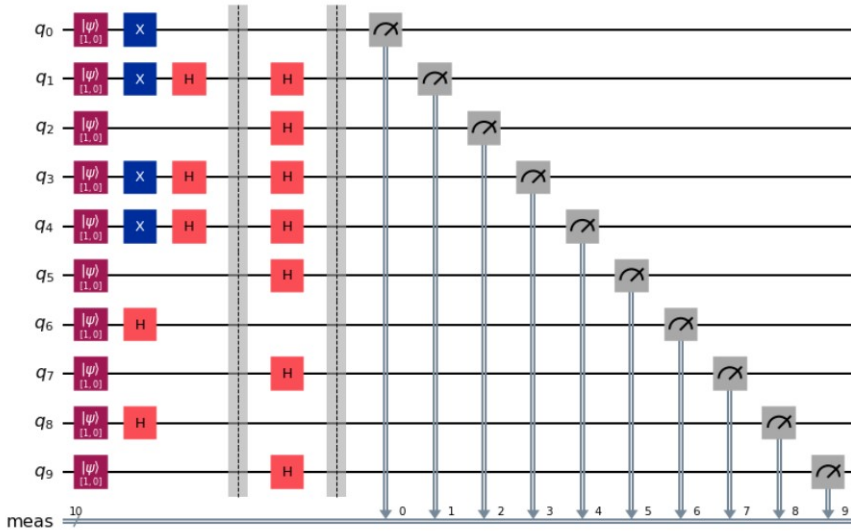 q0 |ψ⟩ [1, 0] X
q1 |ψ⟩ [1, 0] X H H
q2 |ψ⟩ [1, 0] H
q3 |ψ⟩ [1, 0] X H H
q4 |ψ⟩ [1, 0] X H H
q5 |ψ⟩ [1, 0] H
q6 |ψ⟩ [1, 0] H
q7 |ψ⟩ [1, 0] H
q8 |ψ⟩ [1, 0] H
q9 |ψ⟩ [1, 0] H
meas 10 0 1 2 3 4 5 6 7 8 9